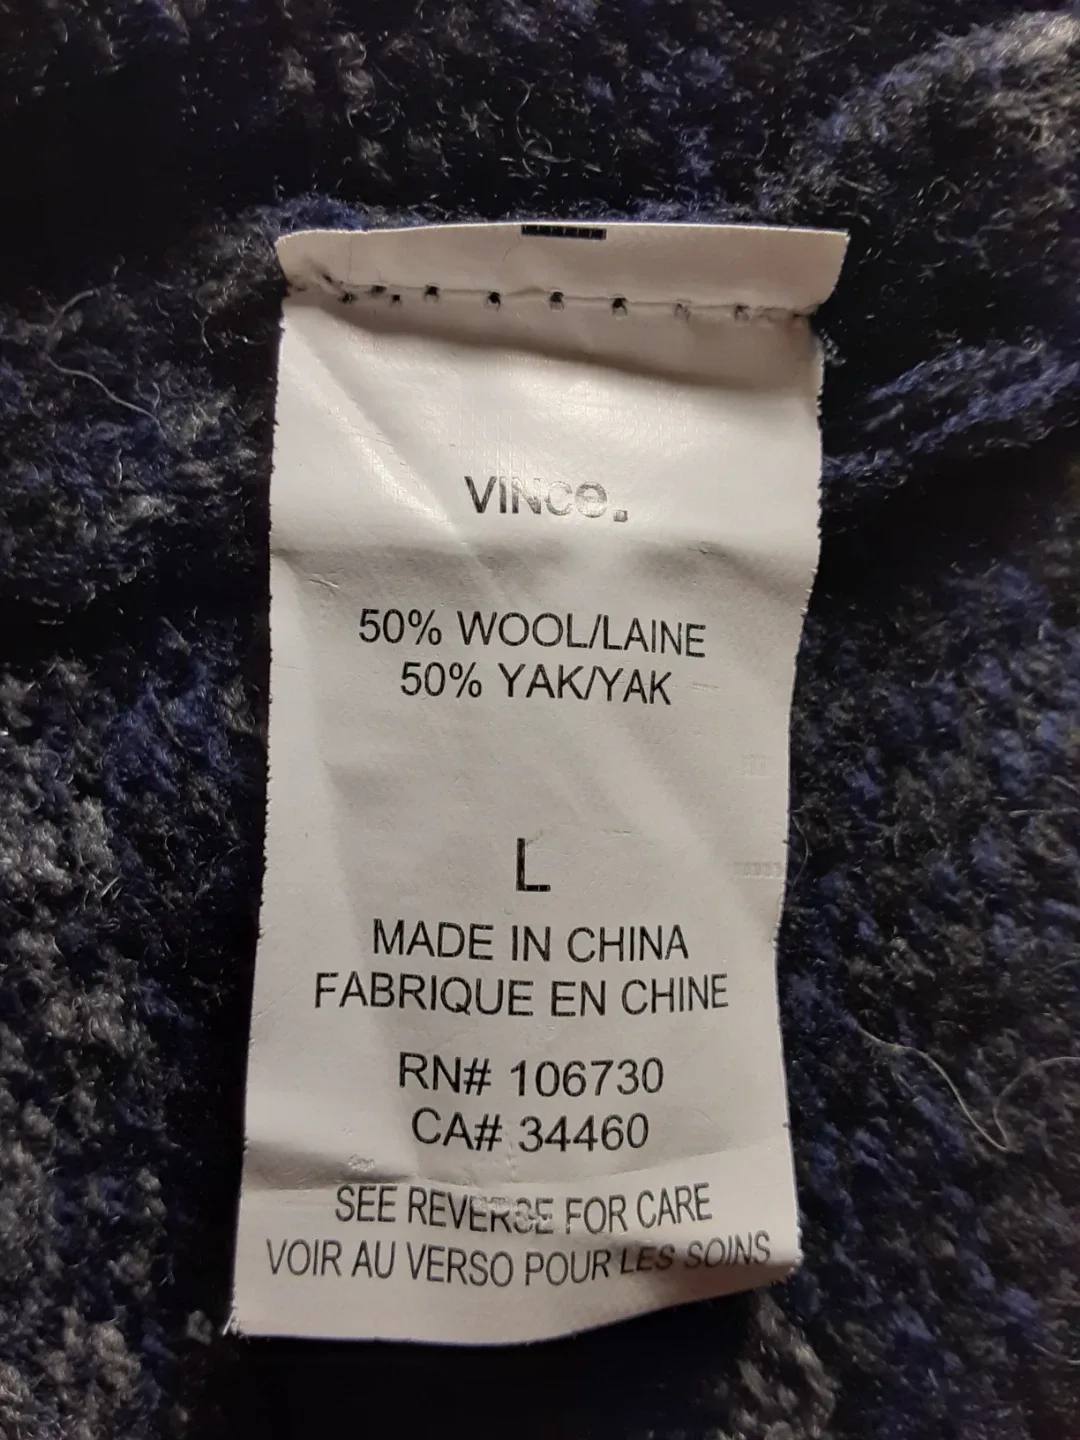 VINCE.
50% WOOL/LAINE
50% YAK/YAK
L
MADE IN CHINA
FABRIQUE EN CHINE
RN# 106730
CA# 34460
SEE REVERSE FOR CARE
VOIR AU VERSO POUR LES SOINS